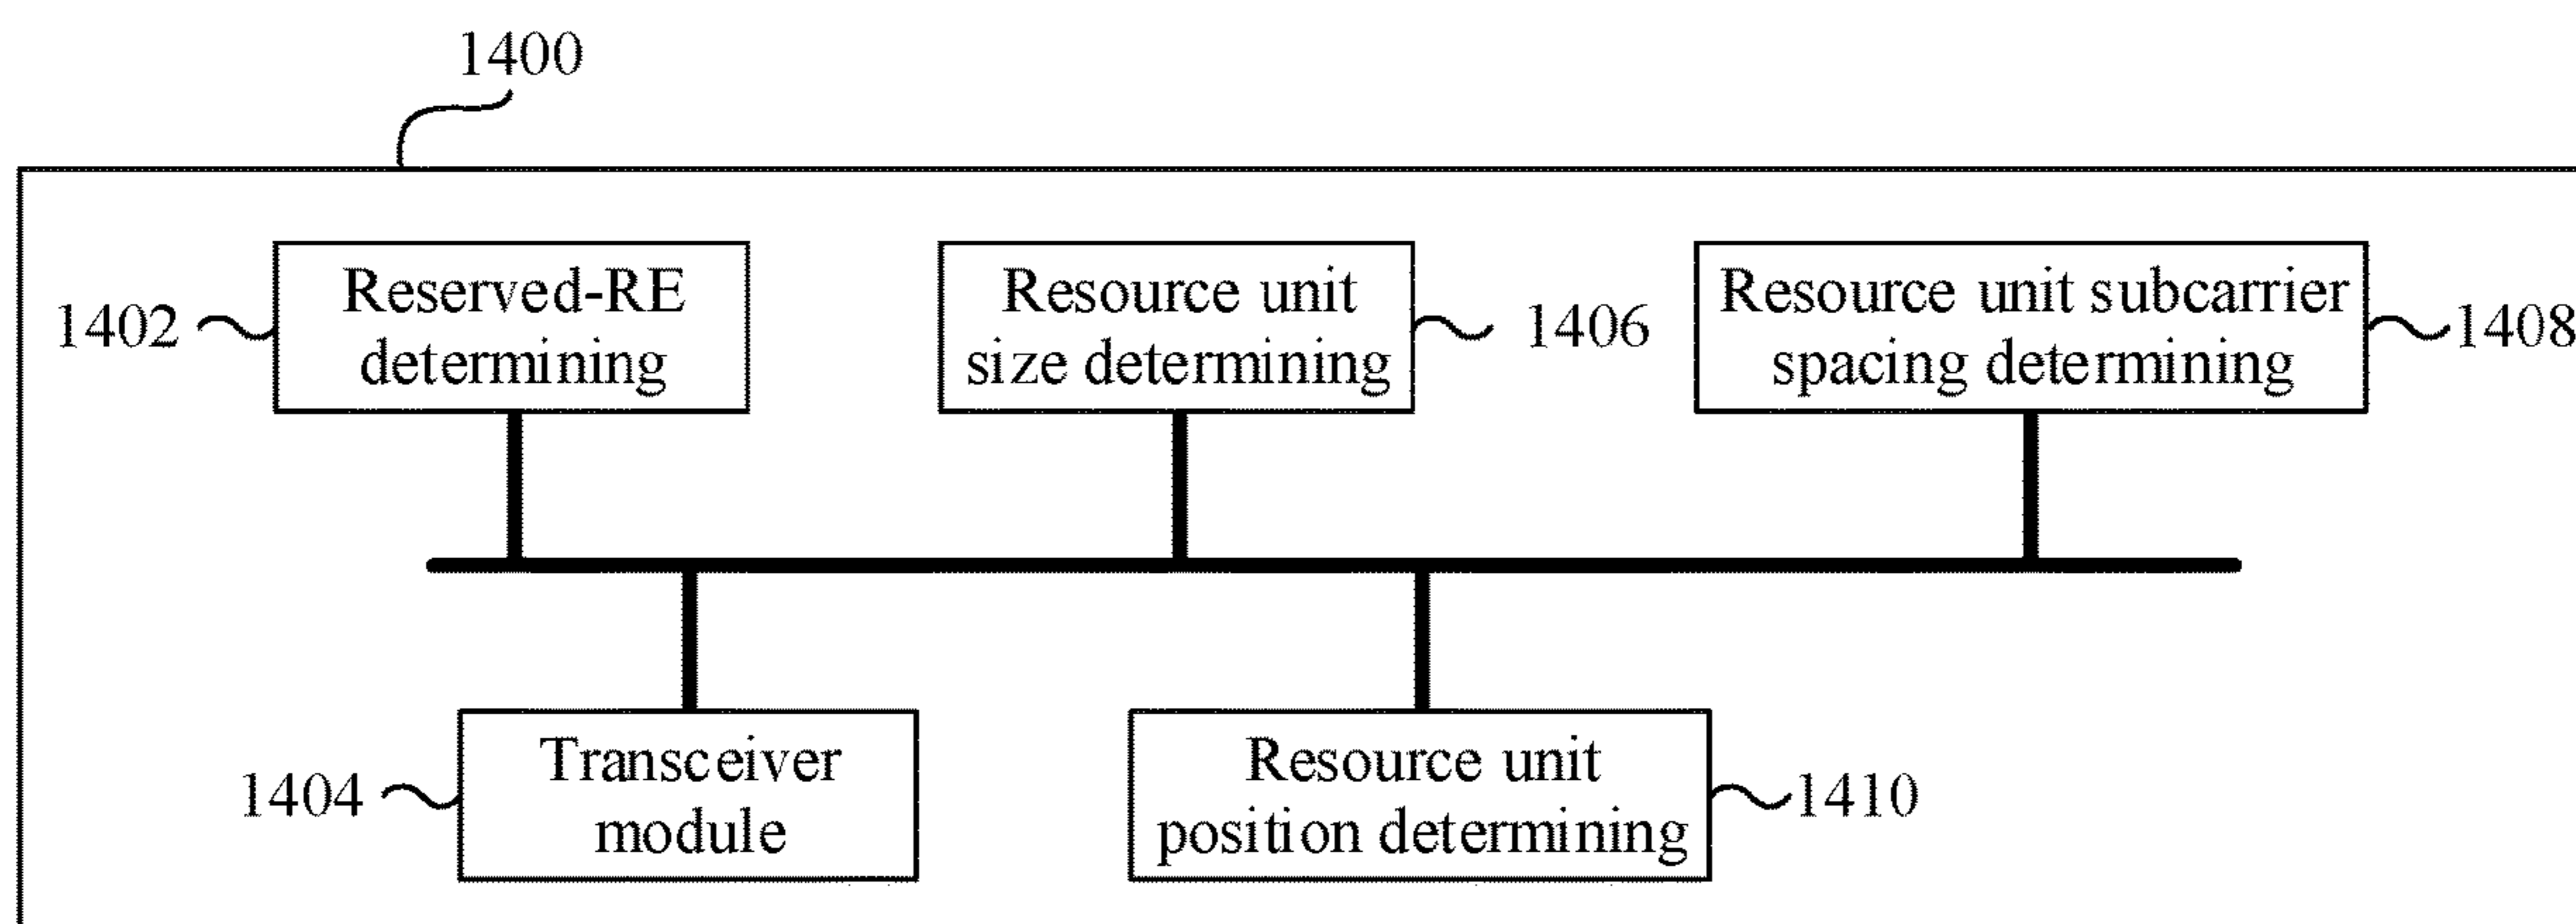 1400
Reserved-RE
determining
1402
Resource unit
size determining
1406
Resource unit subcarrier
spacing determining
1408
Transceiver
module
1404
Resource unit
position determining
1410